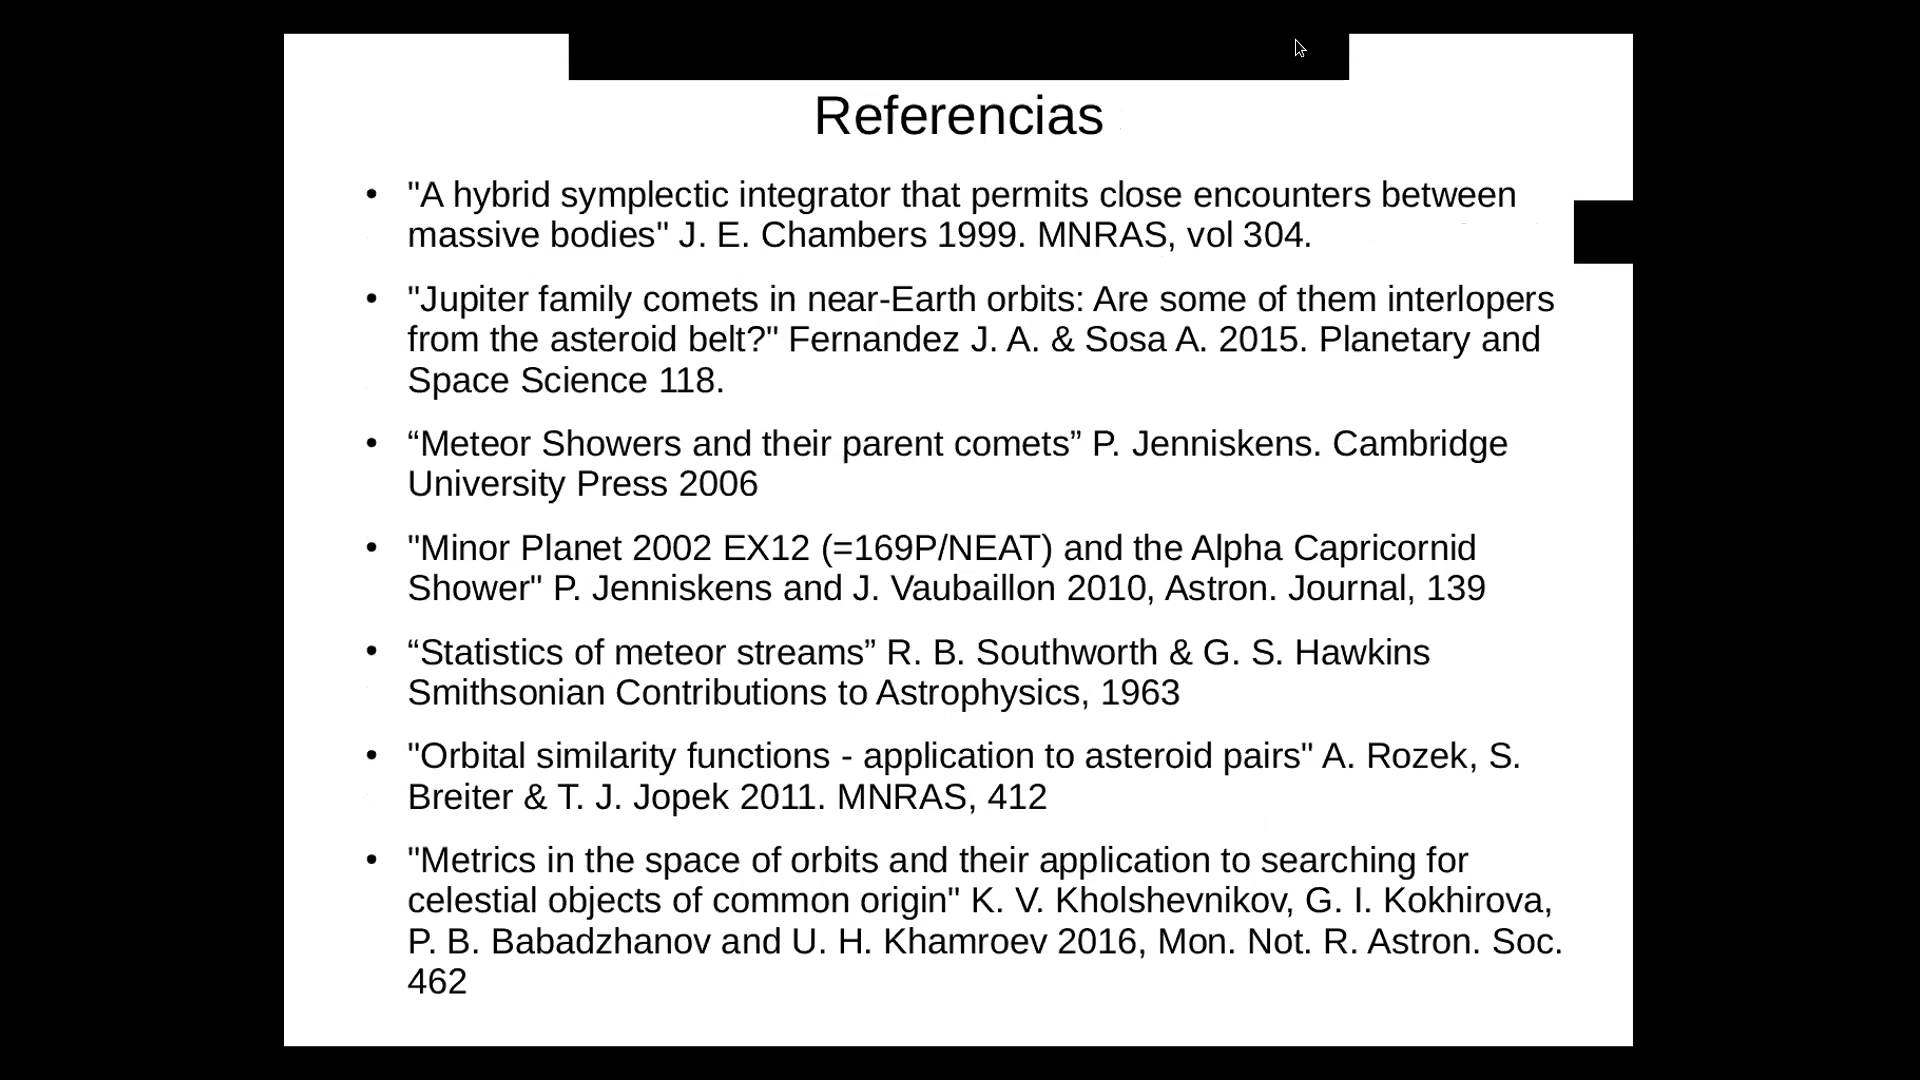 Referencias
• "A hybrid symplectic integrator that permits close encounters between
massive bodies" J. E. Chambers 1999. MNRAS, vol 304.
• "Jupiter family comets in near-Earth orbits: Are some of them interlopers
from the asteroid belt?" Fernandez J. A. & Sosa A. 2015. Planetary and
Space Science 118.
• “Meteor Showers and their parent comets” P. Jenniskens. Cambridge
University Press 2006
• "Minor Planet 2002 EX12 (=169P/NEAT) and the Alpha Capricornid
Shower" P. Jenniskens and J. Vaubaillon 2010, Astron. Journal, 139
• “Statistics of meteor streams” R. B. Southworth & G. S. Hawkins
Smithsonian Contributions to Astrophysics, 1963
• "Orbital similarity functions - application to asteroid pairs" A. Rozek, S.
Breiter & T. J. Jopek 2011. MNRAS, 412
• "Metrics in the space of orbits and their application to searching for
celestial objects of common origin" K. V. Kholshevnikov, G. I. Kokhirova,
P. B. Babadzhanov and U. H. Khamroev 2016, Mon. Not. R. Astron. Soc.
462